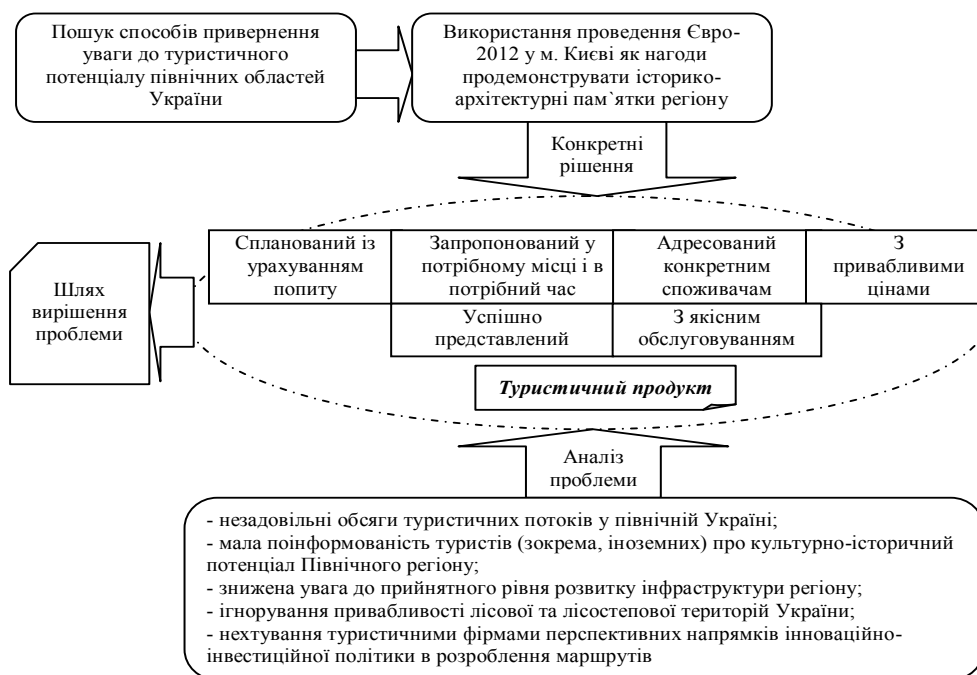 Пошук способів привернення
уваги до туристичного
потенціалу північних областей
України
Використання проведення Євро-
2012 у м. Києві як нагоди
продемонструвати історико-
архітектурні пам`ятки регіону
Конкретні
рішення
Шлях
вирішення
проблеми
Спланований із
урахуванням
попиту
Запропонований у
потрібному місці і в
потрібний час
Адресований
конкретним
споживачам
З
привабливими
цінами
Успішно
представлений
З якісним
обслуговуванням
Туристичний продукт
Аналіз
проблеми
- незадовільні обсяги туристичних потоків у північній Україні;
- мала поінформованість туристів (зокрема, іноземних) про культурно-історичний
потенціал Північного регіону;
- знижена увага до прийнятного рівня розвитку інфраструктури регіону;
- ігнорування привабливості лісової та лісостепової територій України;
- нехтування туристичними фірмами перспективних напрямків інноваційно-
інвестиційної політики в розроблення маршрутів